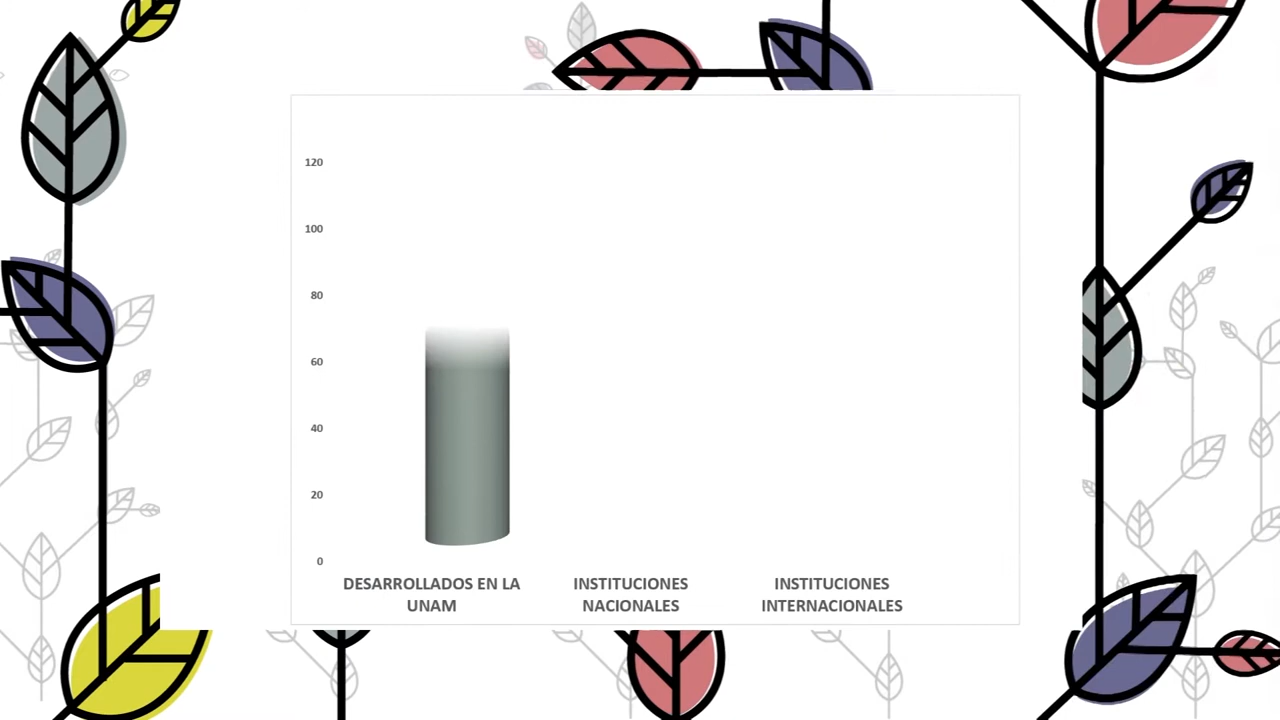 120
100
80
60
40
20
0
DESARROLLADOS EN LA
UNAM
INSTITUCIONES
NACIONALES
INSTITUCIONES
INTERNACIONALES